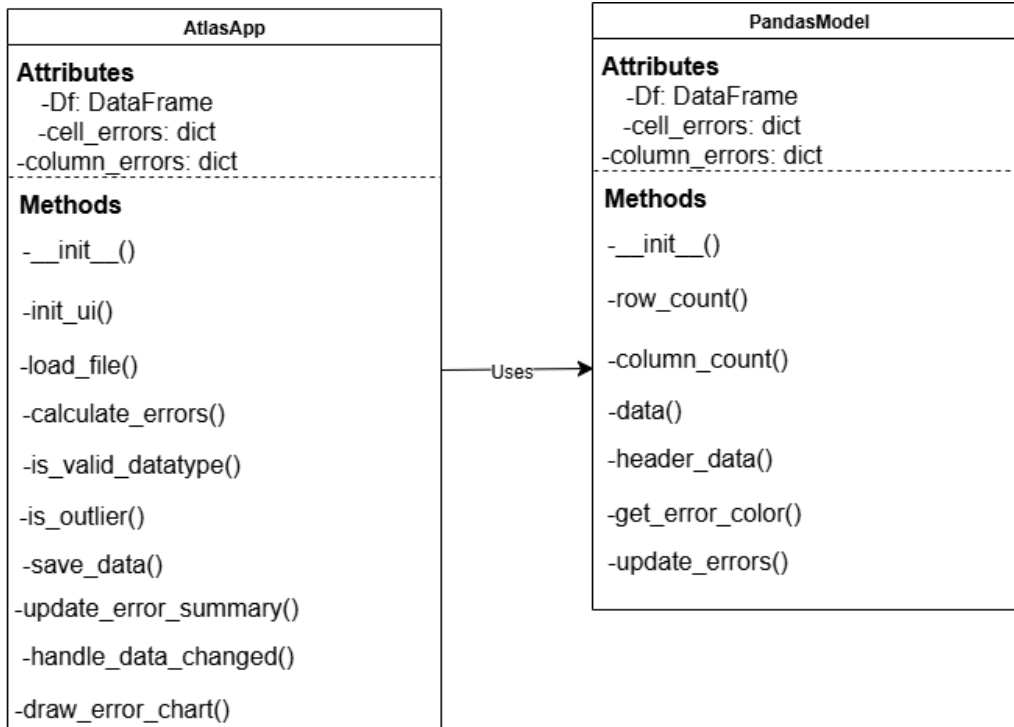 AtlasApp
Attributes
-Df: DataFrame
-cell_errors: dict
-column_errors: dict
Methods
-__init__()
-init_ui()
-load_file()
-calculate_errors()
-is_valid_datatype()
-is_outlier()
-save_data()
-update_error_summary()
-handle_data_changed()
-draw_error_chart()
Uses
PandasModel
Attributes
-Df: DataFrame
-cell_errors: dict
-column_errors: dict
Methods
-__init__()
-row_count()
-column_count()
-data()
-header_data()
-get_error_color()
-update_errors()